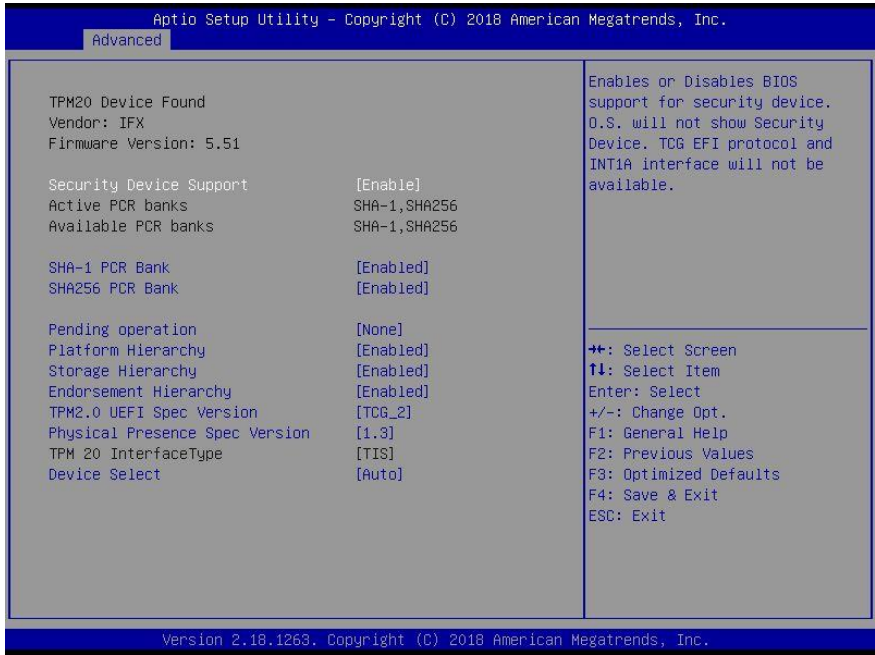 Aptio Setup Utility – Copyright (C) 2018 American Megatrends, Inc.
Advanced
TPM20 Device Found
Vendor: IFX
Firmware Version: 5.51
Security Device Support [Enable]
Active PCR banks SHA-1,SHA256
Available PCR banks SHA-1,SHA256
SHA-1 PCR Bank [Enabled]
SHA256 PCR Bank [Enabled]
Pending operation [None]
Platform Hierarchy [Enabled]
Storage Hierarchy [Enabled]
Endorsement Hierarchy [Enabled]
TPM2.0 UEFI Spec Version [TCG_2]
Physical Presence Spec Version [1.3]
TPM 20 InterfaceType [TIS]
Device Select [Auto]
Enables or Disables BIOS
support for security device.
O.S. will not show Security
Device. TCG EFI protocol and
INT1A interface will not be
available.
→←: Select Screen
↑↓: Select Item
Enter: Select
+/-: Change Opt.
F1: General Help
F2: Previous Values
F3: Optimized Defaults
F4: Save & Exit
ESC: Exit
Version 2.18.1263. Copyright (C) 2018 American Megatrends, Inc.